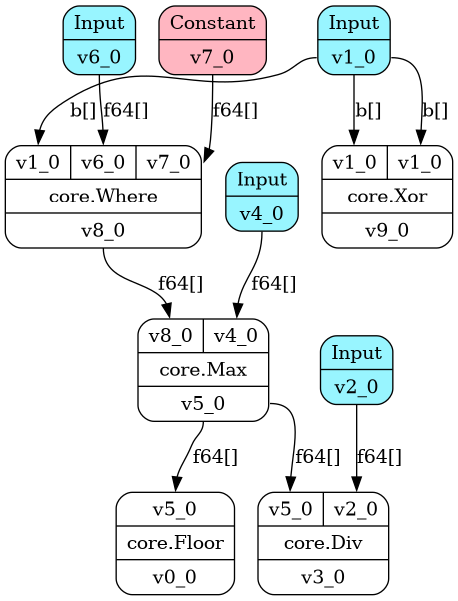 Input
v6_0
Constant
v7_0
Input
v1_0
b[]
f64[]
f64[]
b[]
b[]
v1_0 v6_0 v7_0
core.Where
v8_0
Input
v4_0
v1_0 v1_0
core.Xor
v9_0
f64[]
f64[]
v8_0 v4_0
core.Max
v5_0
Input
v2_0
f64[]
f64[]
f64[]
v5_0
core.Floor
v0_0
v5_0 v2_0
core.Div
v3_0